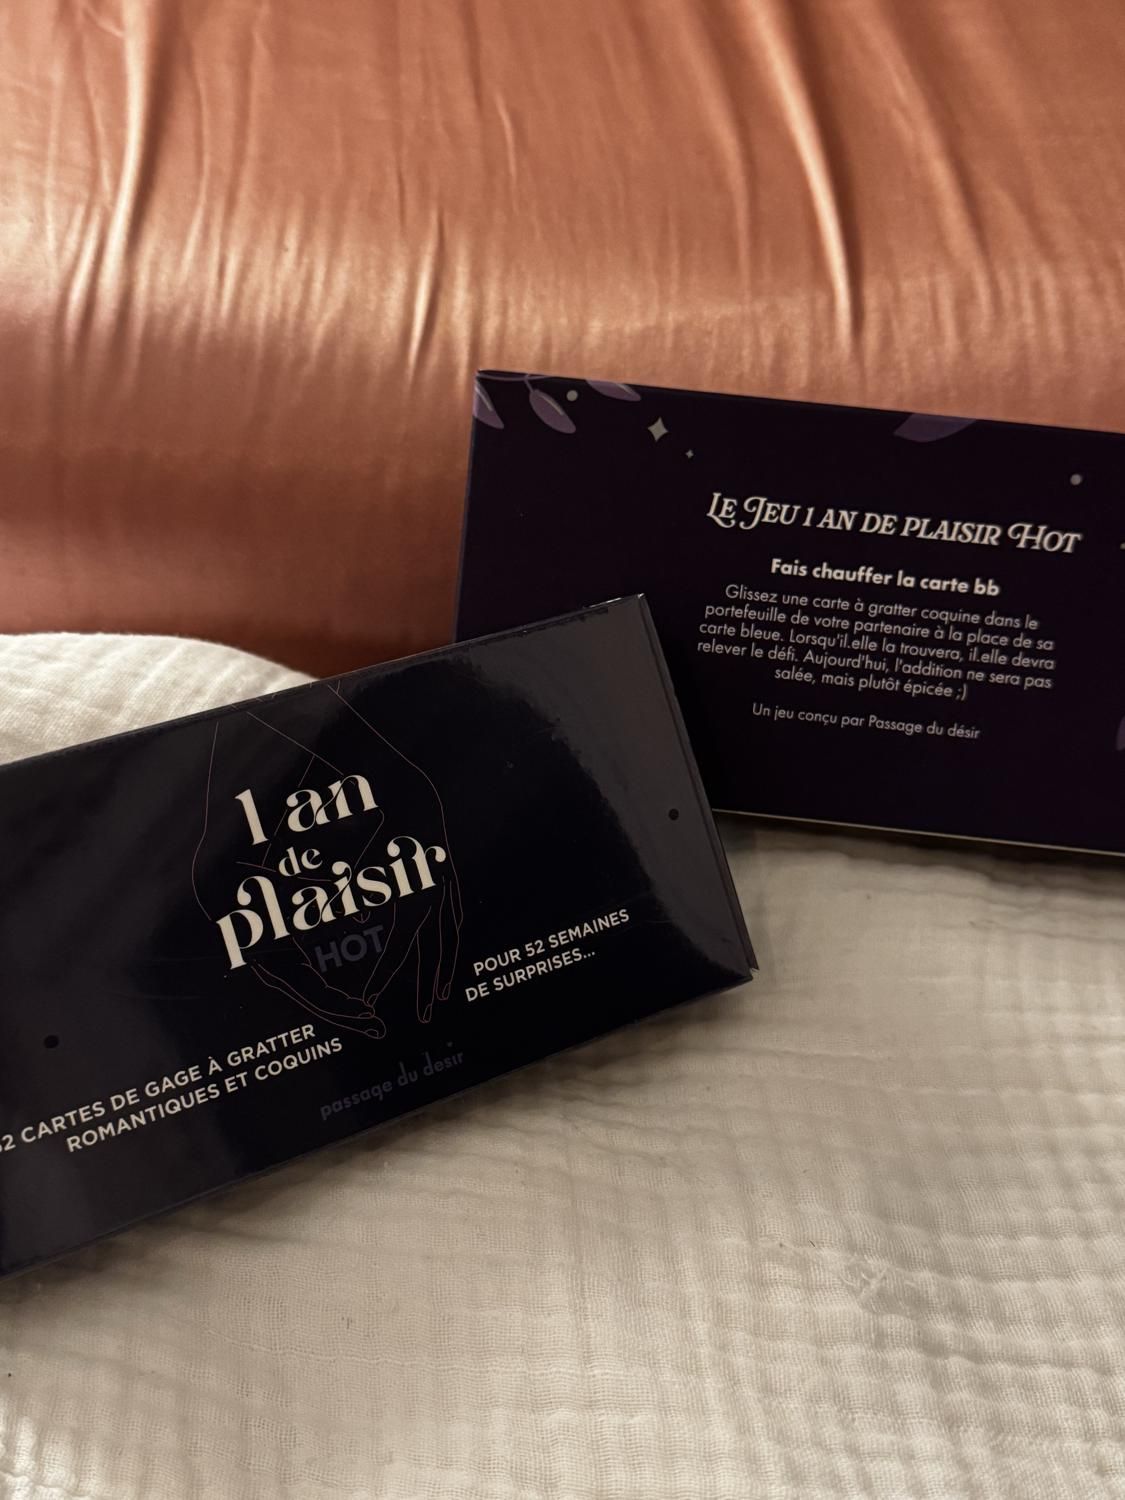 LE JEU 1 AN DE PLAISIR HOT
Fais chauffer la carte bb
Glissez une carte à gratter coquine dans le
portefeuille de votre partenaire à la place de sa
carte bleue. Lorsqu'il.elle la trouvera, il.elle devra
relever le défi. Aujourd'hui, l'addition ne sera pas
salée, mais plutôt épicée ;)
Un jeu conçu par Passage du désir
1 an
de
plaisir
HOT
POUR 52 SEMAINES
DE SURPRISES...
52 CARTES DE GAGE À GRATTER
ROMANTIQUES ET COQUINS
passage du désir